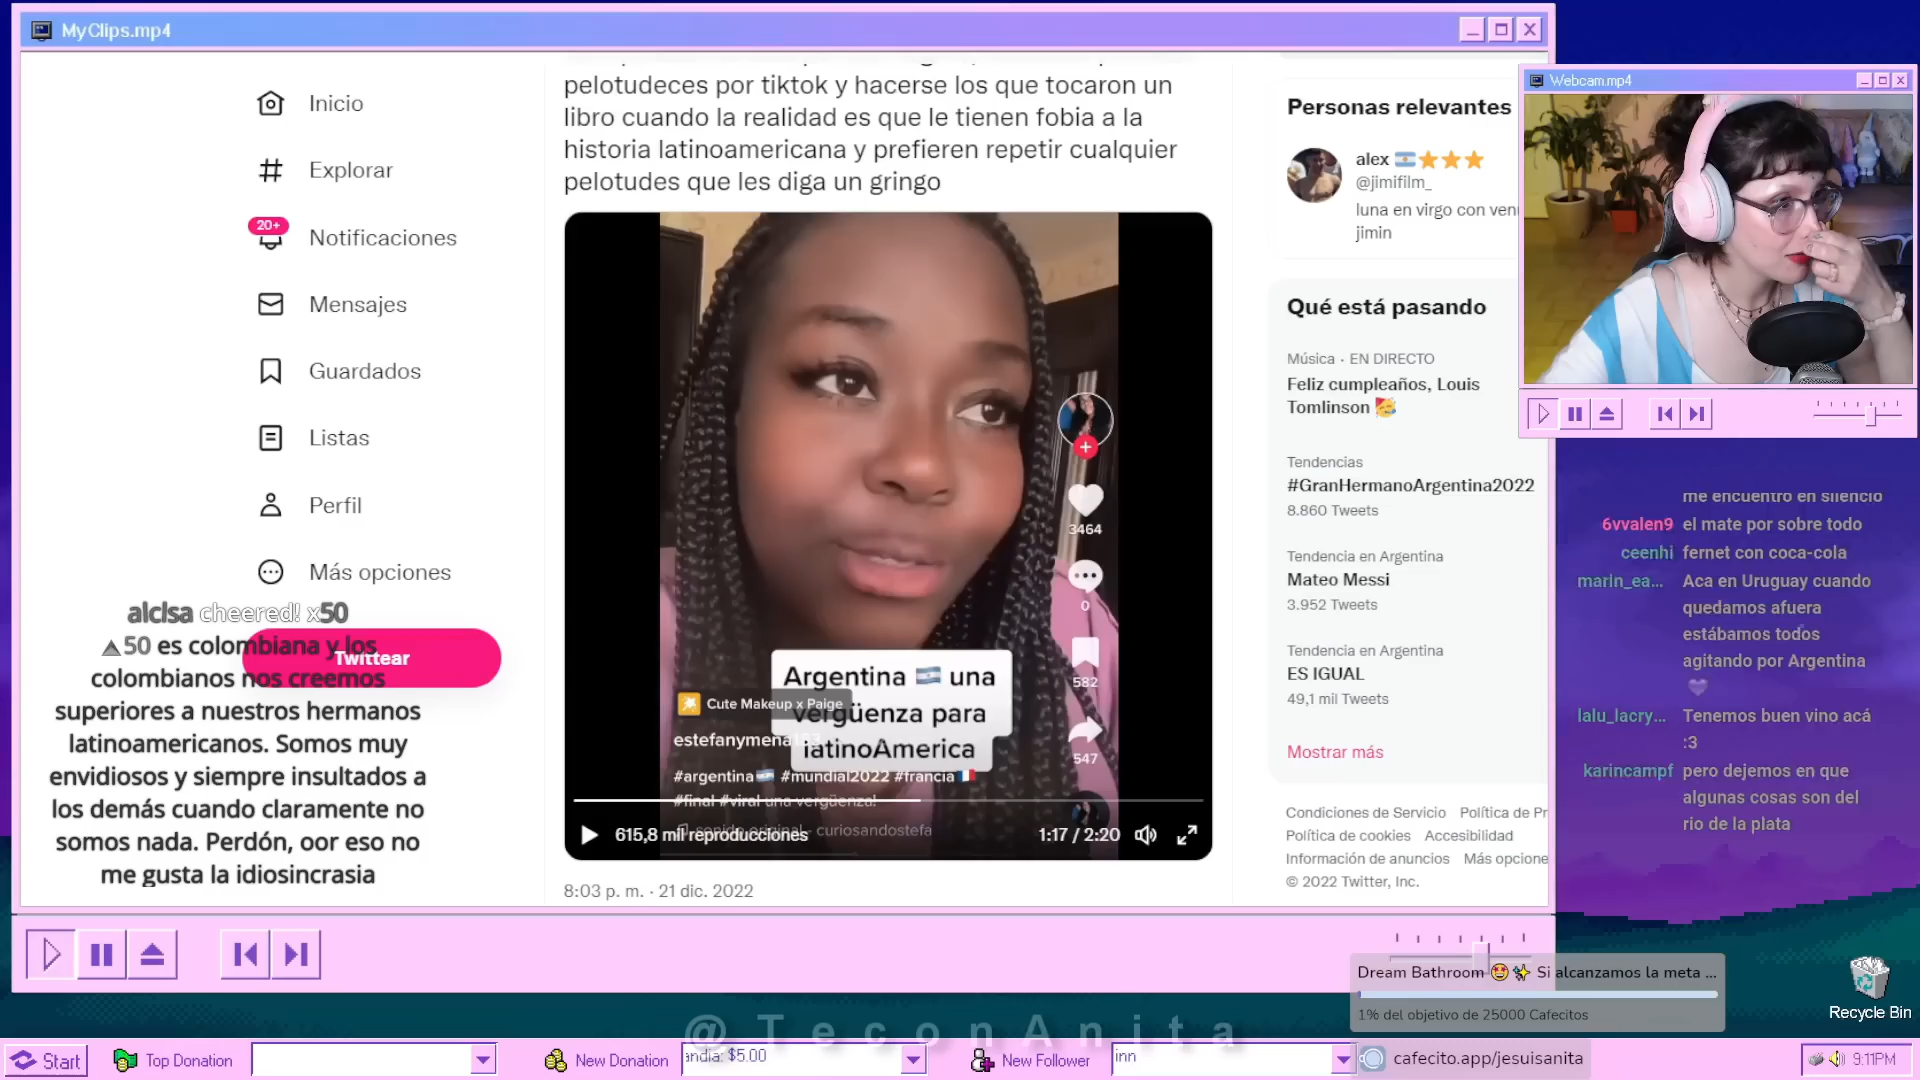 MyClips.mp4
Inicio
Explorar
20+
Notificaciones
Mensajes
Guardados
Listas
Perfil
Más opciones
Twittear
alclsa cheered! x50
50 es colombiana y los
colombianos nos creemos
superiores a nuestros hermanos
latinoamericanos. Somos muy
envidiosos y siempre insultados a
los demás cuando claramente no
somos nada. Perdón, oor eso no
me gusta la idiosincrasia
pelotudeces por tiktok y hacerse los que tocaron un
libro cuando la realidad es que le tienen fobia a la
historia latinoamericana y prefieren repetir cualquier
pelotudes que les diga un gringo
3464
0
582
547
Argentina 🇦🇷 una
vergüenza para
latinoAmerica
Cute Makeup x Paige
estefanymena
#argentina🇦🇷 #mundial2022 #francia🇫🇷
#final #viral una vergüenza!
sonido original - curiosandostefa
615,8 mil reproducciones
1:17 / 2:20
8:03 p. m. · 21 dic. 2022
Personas relevantes
alex 🇦🇷⭐⭐⭐
@jimifilm_
luna en virgo con ven
jimin
Qué está pasando
Música · EN DIRECTO
Feliz cumpleaños, Louis
Tomlinson 🥳
Tendencias
#GranHermanoArgentina2022
8.860 Tweets
Tendencia en Argentina
Mateo Messi
3.952 Tweets
Tendencia en Argentina
ES IGUAL
49,1 mil Tweets
Mostrar más
Condiciones de Servicio Política de Pr
Política de cookies Accesibilidad
Información de anuncios Más opcione
© 2022 Twitter, Inc.
Webcam.mp4
me encuentro en silencio
6vvalen9 el mate por sobre todo
ceenhi fernet con coca-cola
marin_ea... Aca en Uruguay cuando
quedamos afuera
estábamos todos
agitando por Argentina
💜
lalu_lacry... Tenemos buen vino acá
:3
karincampf pero dejemos en que
algunas cosas son del
rio de la plata
Dream Bathroom 🤩✨ Si alcanzamos la meta ...
1% del objetivo de 25000 Cafecitos
Recycle Bin
@TeconAnita
Start
Top Donation
New Donation
andia: $5.00
New Follower
inn
cafecito.app/jesuisanita
9:11PM